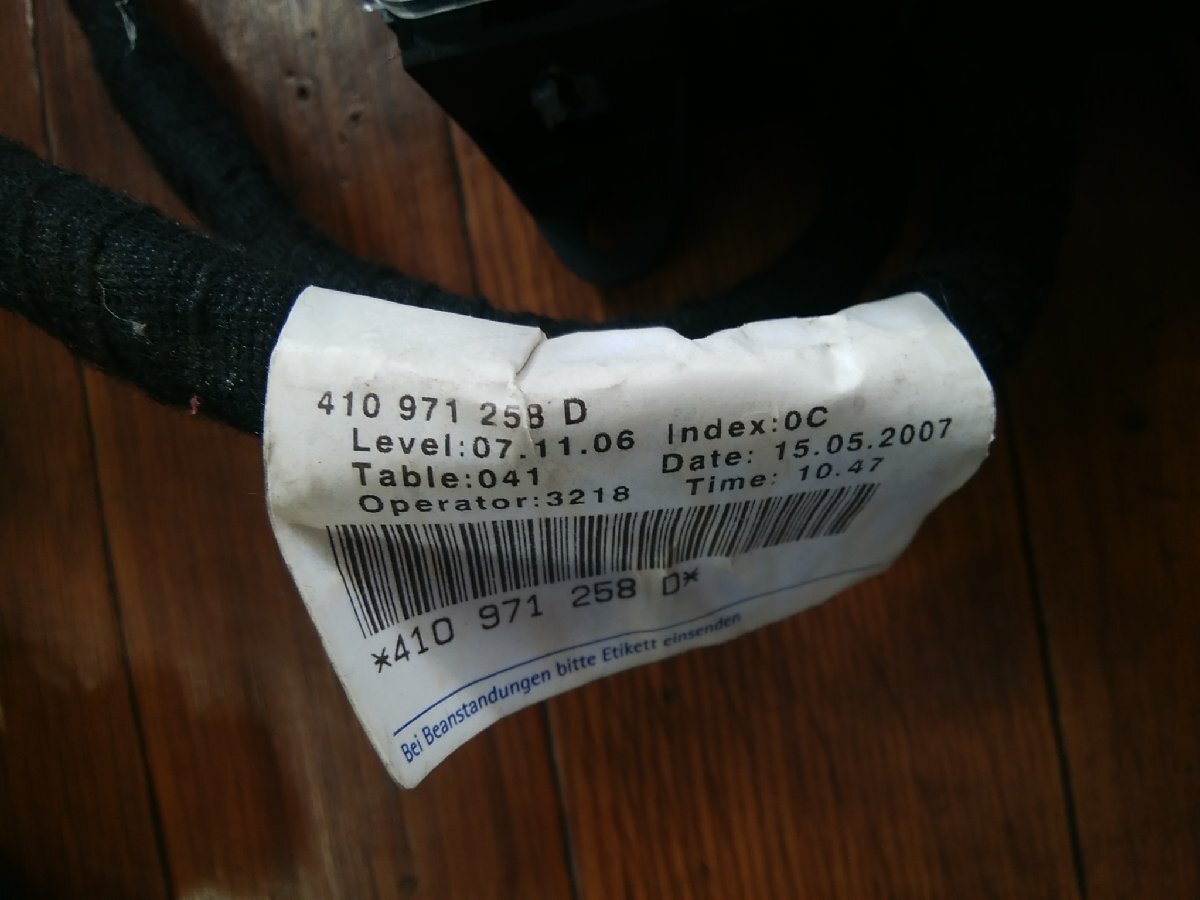 410 971 258 D
Level:07.11.06 Index:0C
Table:041 Date: 15.05.2007
Operator:3218 Time: 10.47
*410 971 258 D*
Bei Beanstandungen bitte Etikett einsenden